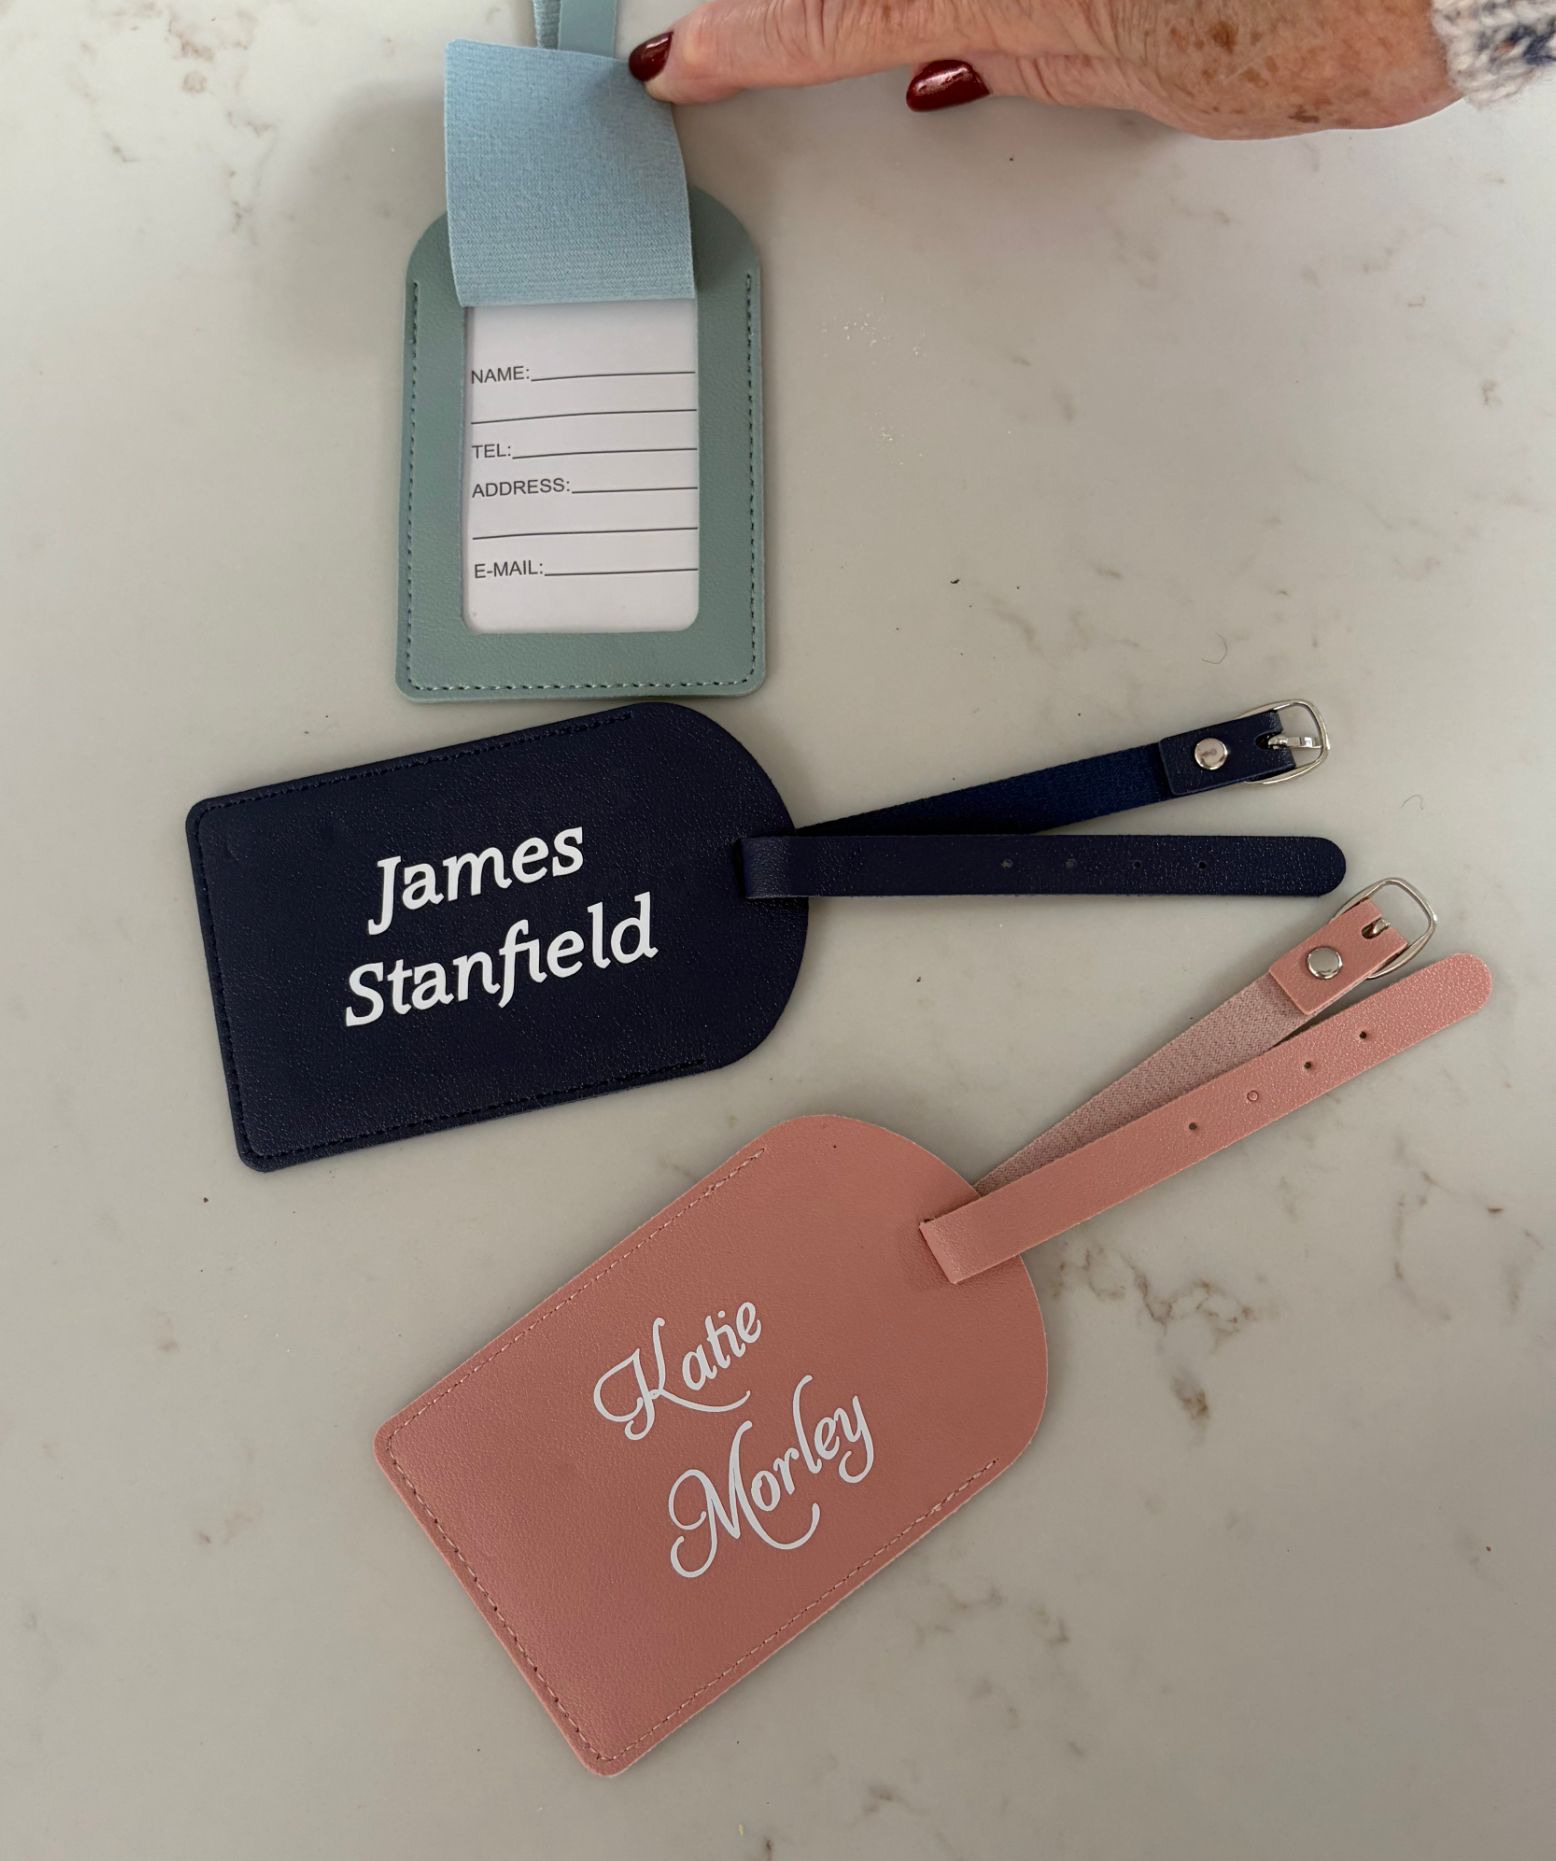 NAME:
TEL:
ADDRESS:
E-MAIL:
James
Stanfield
Katie
Morley